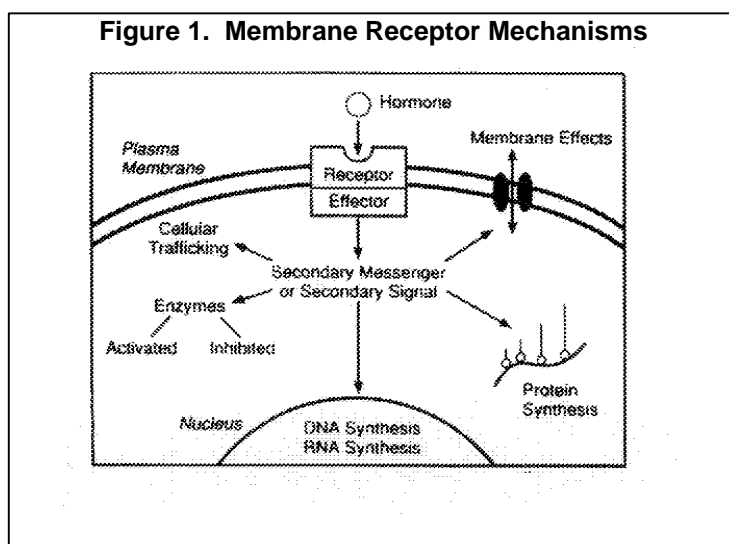 Figure 1. Membrane Receptor Mechanisms
Hormone
Plasma
Membrane
Membrane Effects
Receptor
Effector
Cellular
Trafficking
Secondary Messenger
or Secondary Signal
Enzymes
Activated Inhibited
Protein
Synthesis
Nucleus
DNA Synthesis
RNA Synthesis